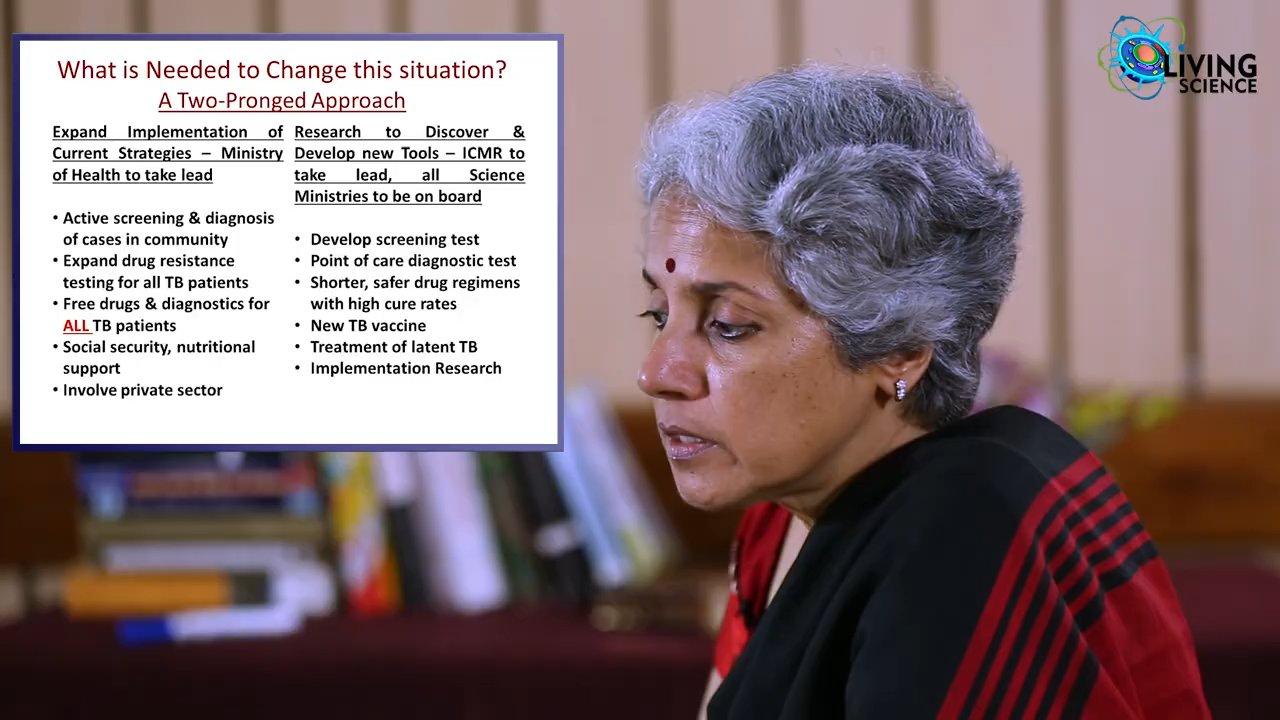 What is Needed to Change this situation?
A Two-Pronged Approach
Expand Implementation of
Current Strategies – Ministry
of Health to take lead
• Active screening & diagnosis
of cases in community
• Expand drug resistance
testing for all TB patients
• Free drugs & diagnostics for
ALL TB patients
• Social security, nutritional
support
• Involve private sector
Research to Discover &
Develop new Tools – ICMR to
take lead, all Science
Ministries to be on board
• Develop screening test
• Point of care diagnostic test
• Shorter, safer drug regimens
with high cure rates
• New TB vaccine
• Treatment of latent TB
• Implementation Research
LIVING
SCIENCE